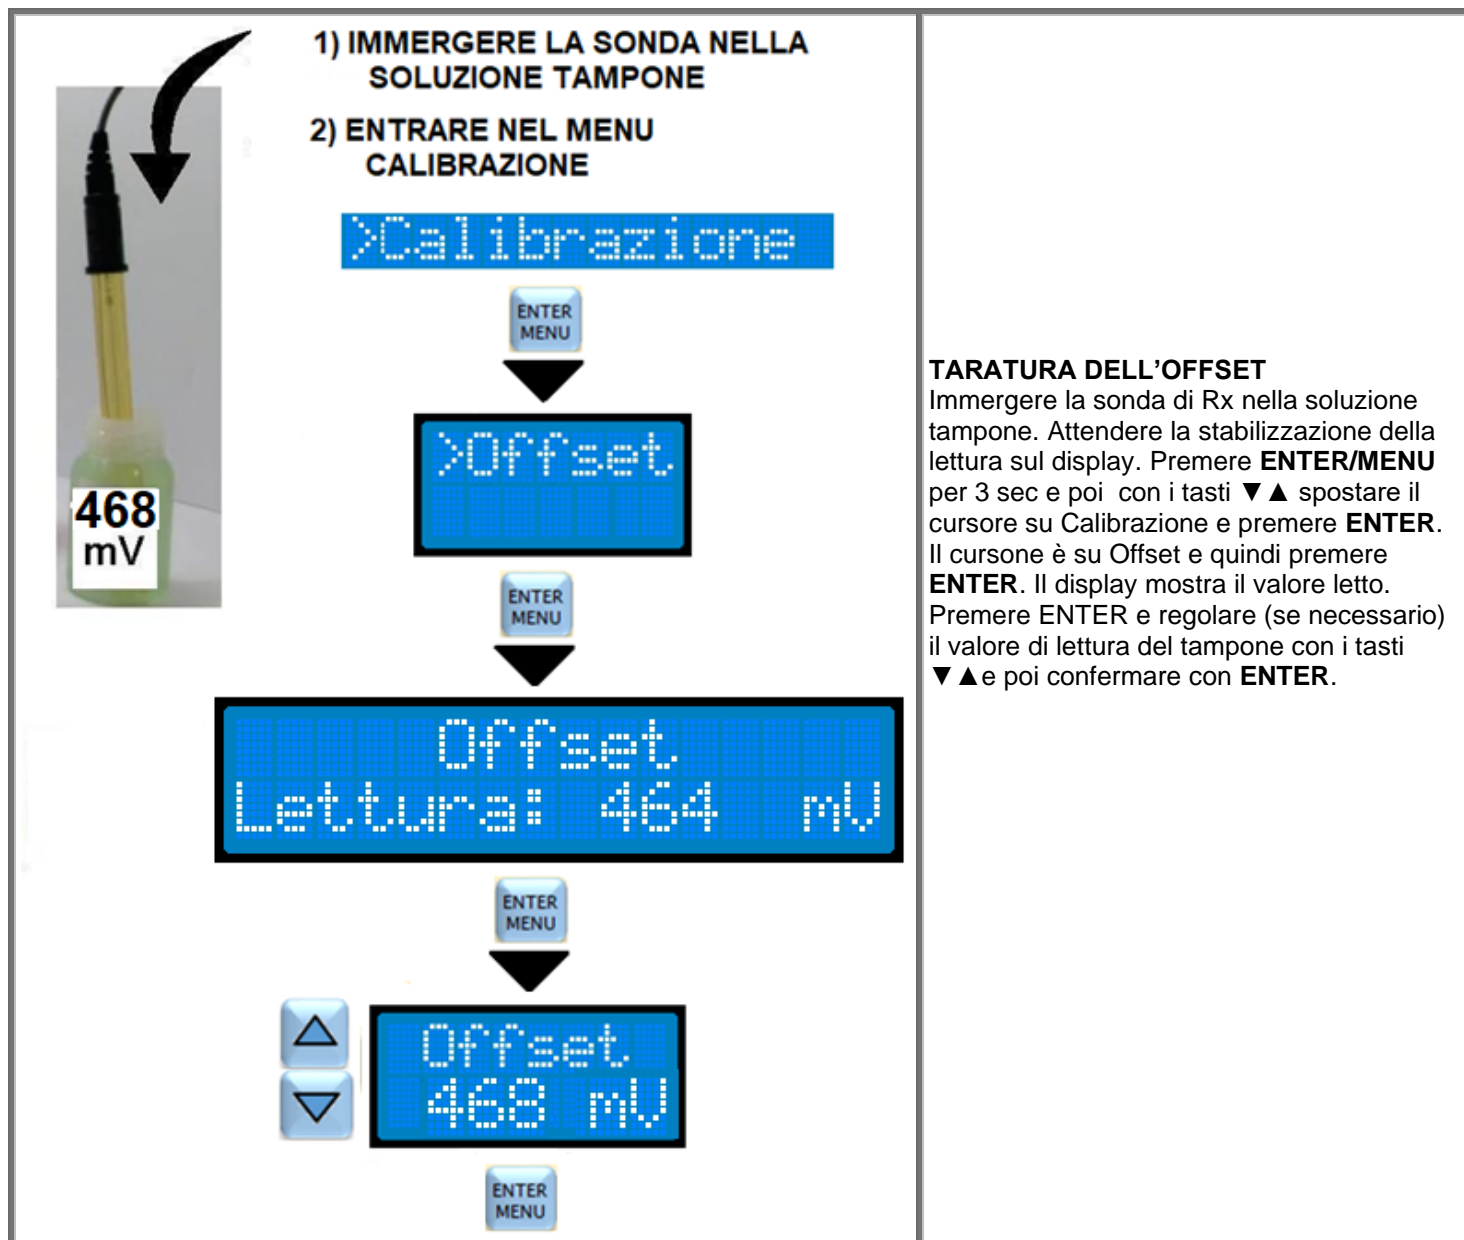 1) IMMERGERE LA SONDA NELLA
SOLUZIONE TAMPONE
2) ENTRARE NEL MENU
CALIBRAZIONE
>Calibrazione
ENTER
MENU
>Offset
468
mV
ENTER
MENU
Offset
Lettura: 464 mV
ENTER
MENU
Offset
468 mV
ENTER
MENU
TARATURA DELL’OFFSET
Immergere la sonda di Rx nella soluzione
tampone. Attendere la stabilizzazione della
lettura sul display. Premere ENTER/MENU
per 3 sec e poi con i tasti ▼▲ spostare il
cursore su Calibrazione e premere ENTER.
Il cursone è su Offset e quindi premere
ENTER. Il display mostra il valore letto.
Premere ENTER e regolare (se necessario)
il valore di lettura del tampone con i tasti
▼▲e poi confermare con ENTER.